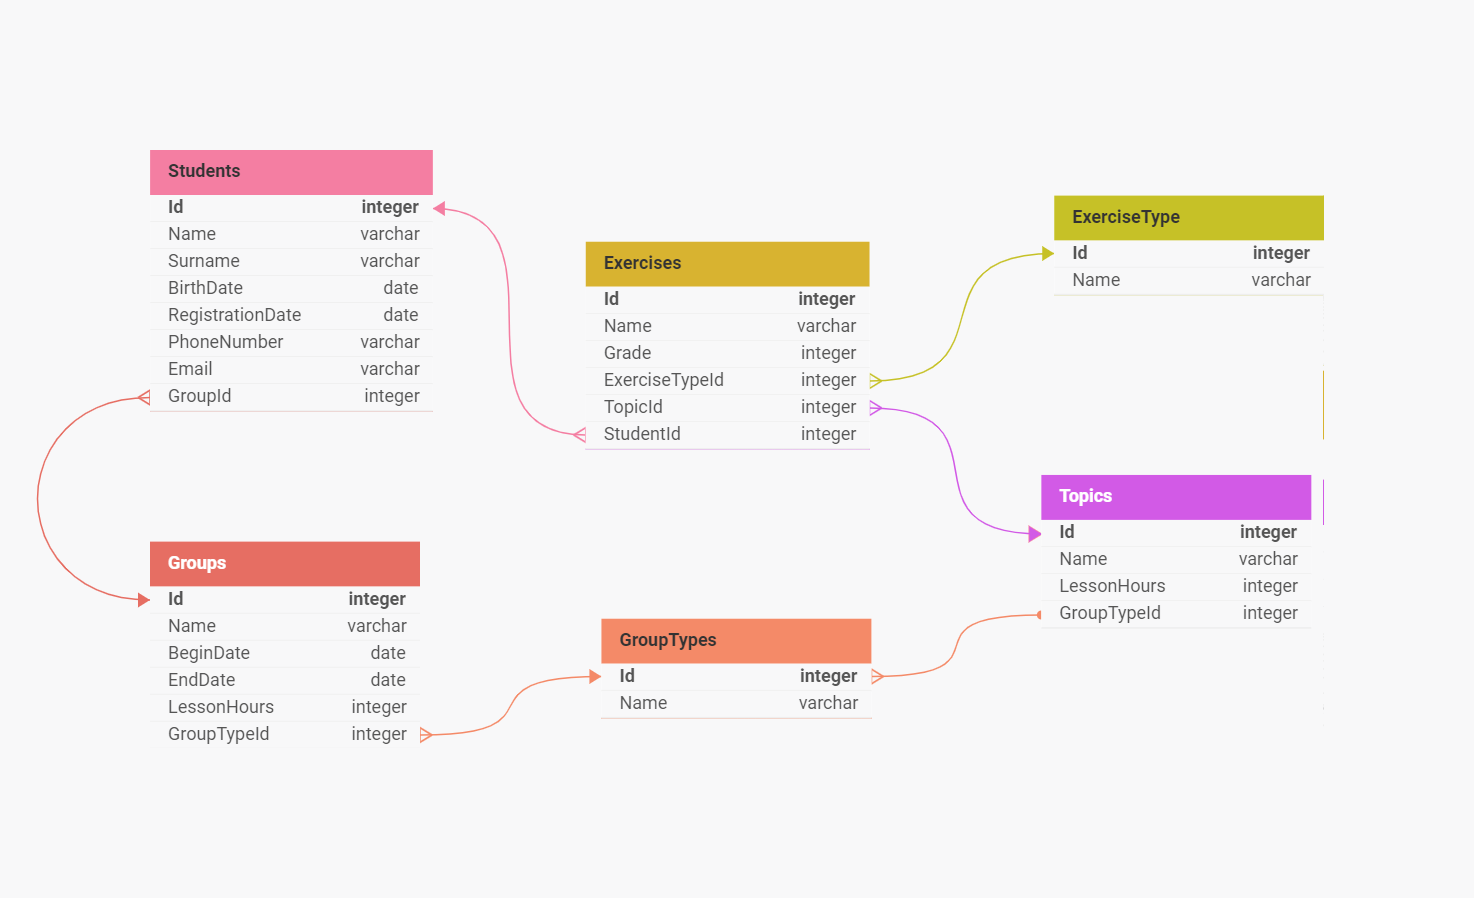 Students
Id integer
Name varchar
Surname varchar
BirthDate date
RegistrationDate date
PhoneNumber varchar
Email varchar
GroupId integer
Exercises
Id integer
Name varchar
Grade integer
ExerciseTypeId integer
TopicId integer
StudentId integer
ExerciseType
Id integer
Name varchar
Groups
Id integer
Name varchar
BeginDate date
EndDate date
LessonHours integer
GroupTypeId integer
GroupTypes
Id integer
Name varchar
Topics
Id integer
Name varchar
LessonHours integer
GroupTypeId integer